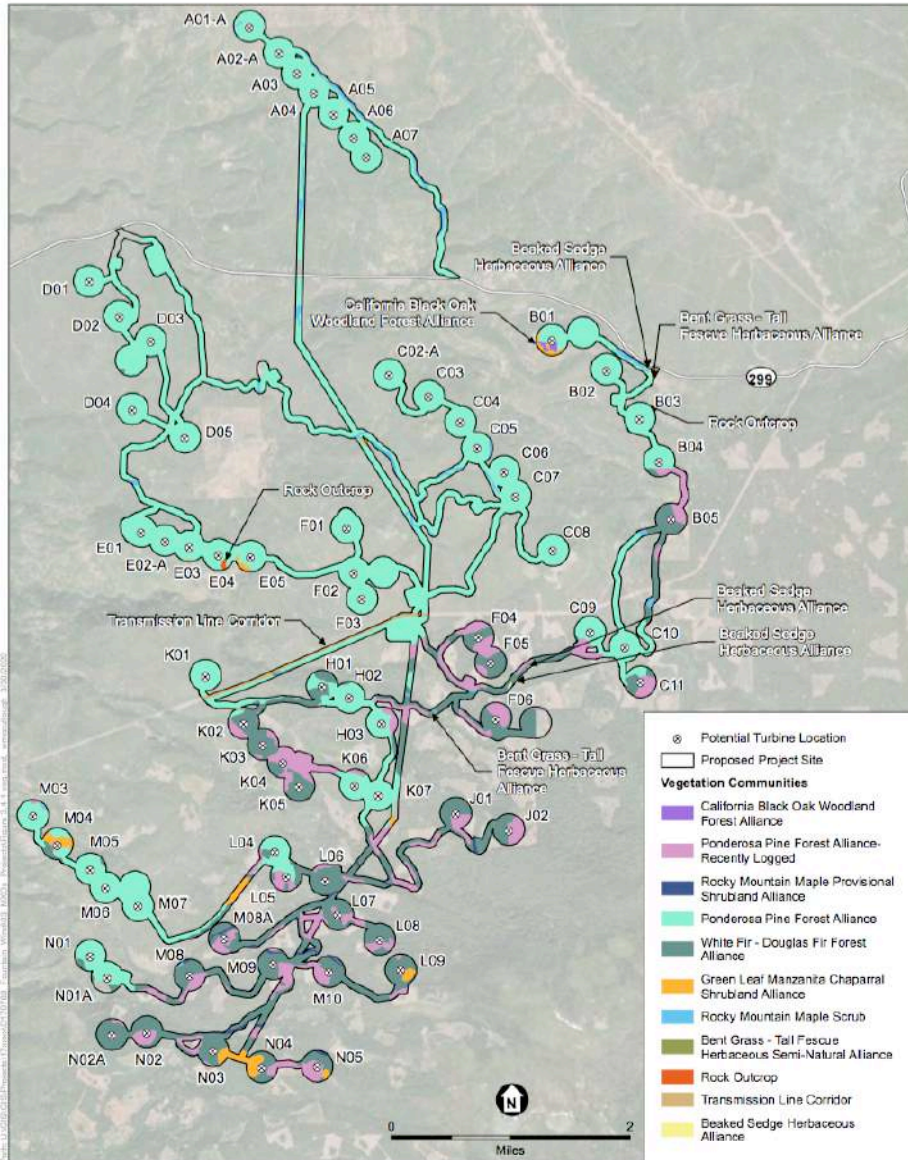 A01-A
A02-A
A03
A04
A05
A06
A07
D01
D02
D03
D04
D05
Beaked Sedge
Herbaceous Alliance
California Black Oak
Woodland Forest Alliance
B01
Bent Grass - Tall
Fescue Herbaceous
Alliance
299
B02
B03
Rock Outcrop
B04
B05
C02-A
C03
C04
C05
C06
C07
C08
Rock Outcrop
E01
E02-A
E03
E04
E05
F01
F02
F03
Transmission Line Corridor
F04
F05
F06
C09
C10
C11
Beaked Sedge
Herbaceous Alliance
Beaked Sedge
Herbaceous Alliance
Bent Grass - Tall
Fescue Herbaceous
Alliance
K01
H01
H02
H03
K02
K03
K04
K05
K06
K07
J01
J02
M03
M04
M05
M06
M07
L04
L05
L06
L07
L08
L09
M08A
M08
M09
M10
N01
N01A
N02A
N02
N03
N04
N05
N
0
2
Miles
Potential Turbine Location
Proposed Project Site
Vegetation Communities
California Black Oak Woodland
Forest Alliance
Ponderosa Pine Forest Alliance-
Recently Logged
Rocky Mountain Maple Provisional
Shrubland Alliance
Ponderosa Pine Forest Alliance
White Fir - Douglas Fir Forest
Alliance
Green Leaf Manzanita Chaparral
Shrubland Alliance
Rocky Mountain Maple Scrub
Bent Grass - Tall Fescue
Herbaceous Semi-Natural Alliance
Rock Outcrop
Transmission Line Corridor
Beaked Sedge Herbaceous
Alliance